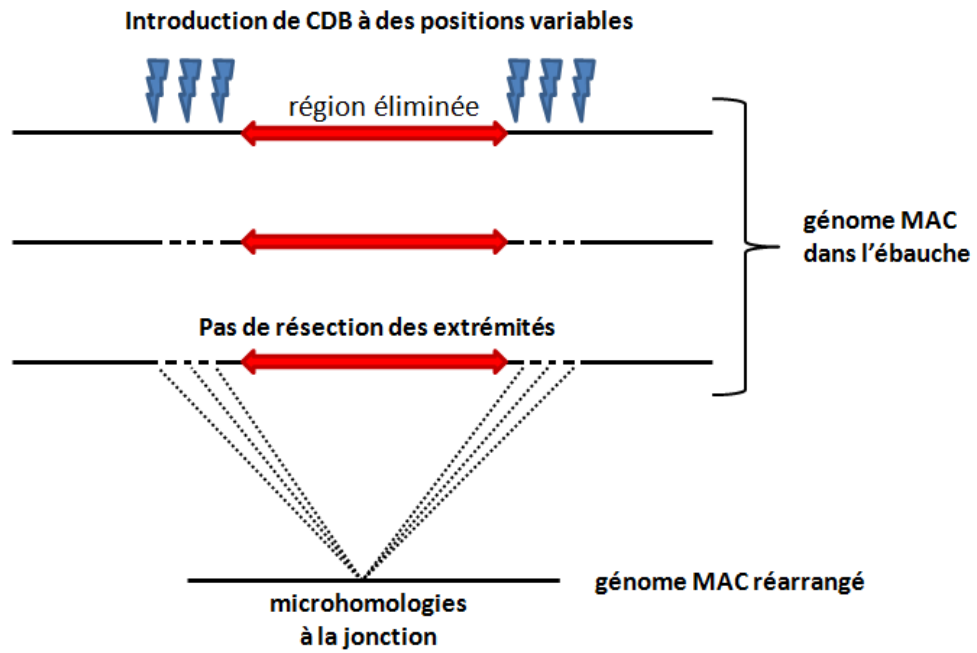 Introduction de CDB à des positions variables
région éliminée
génome MAC
dans l'ébauche
Pas de résection des extrémités
génome MAC réarrangé
microhomologies
à la jonction